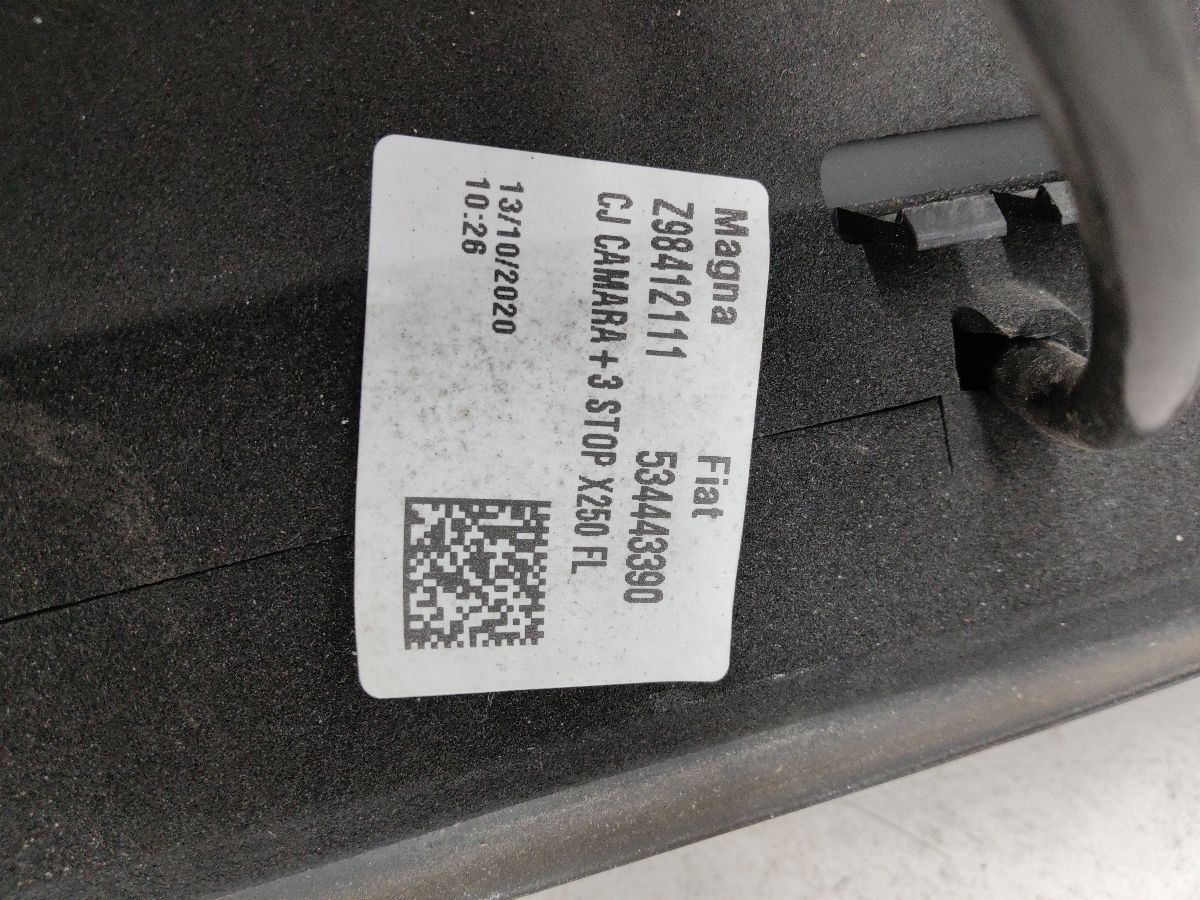 Magna Fiat
Z98412111 534443390
CJ CAMARA + 3 STOP X250 FL
13/10/2020
10:26